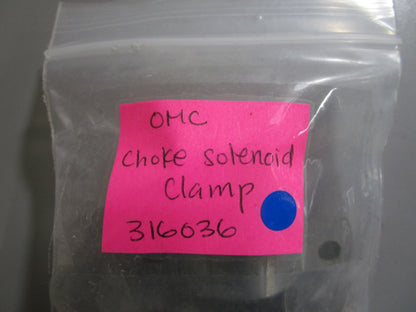 OMC
choke solenoid
clamp
316036